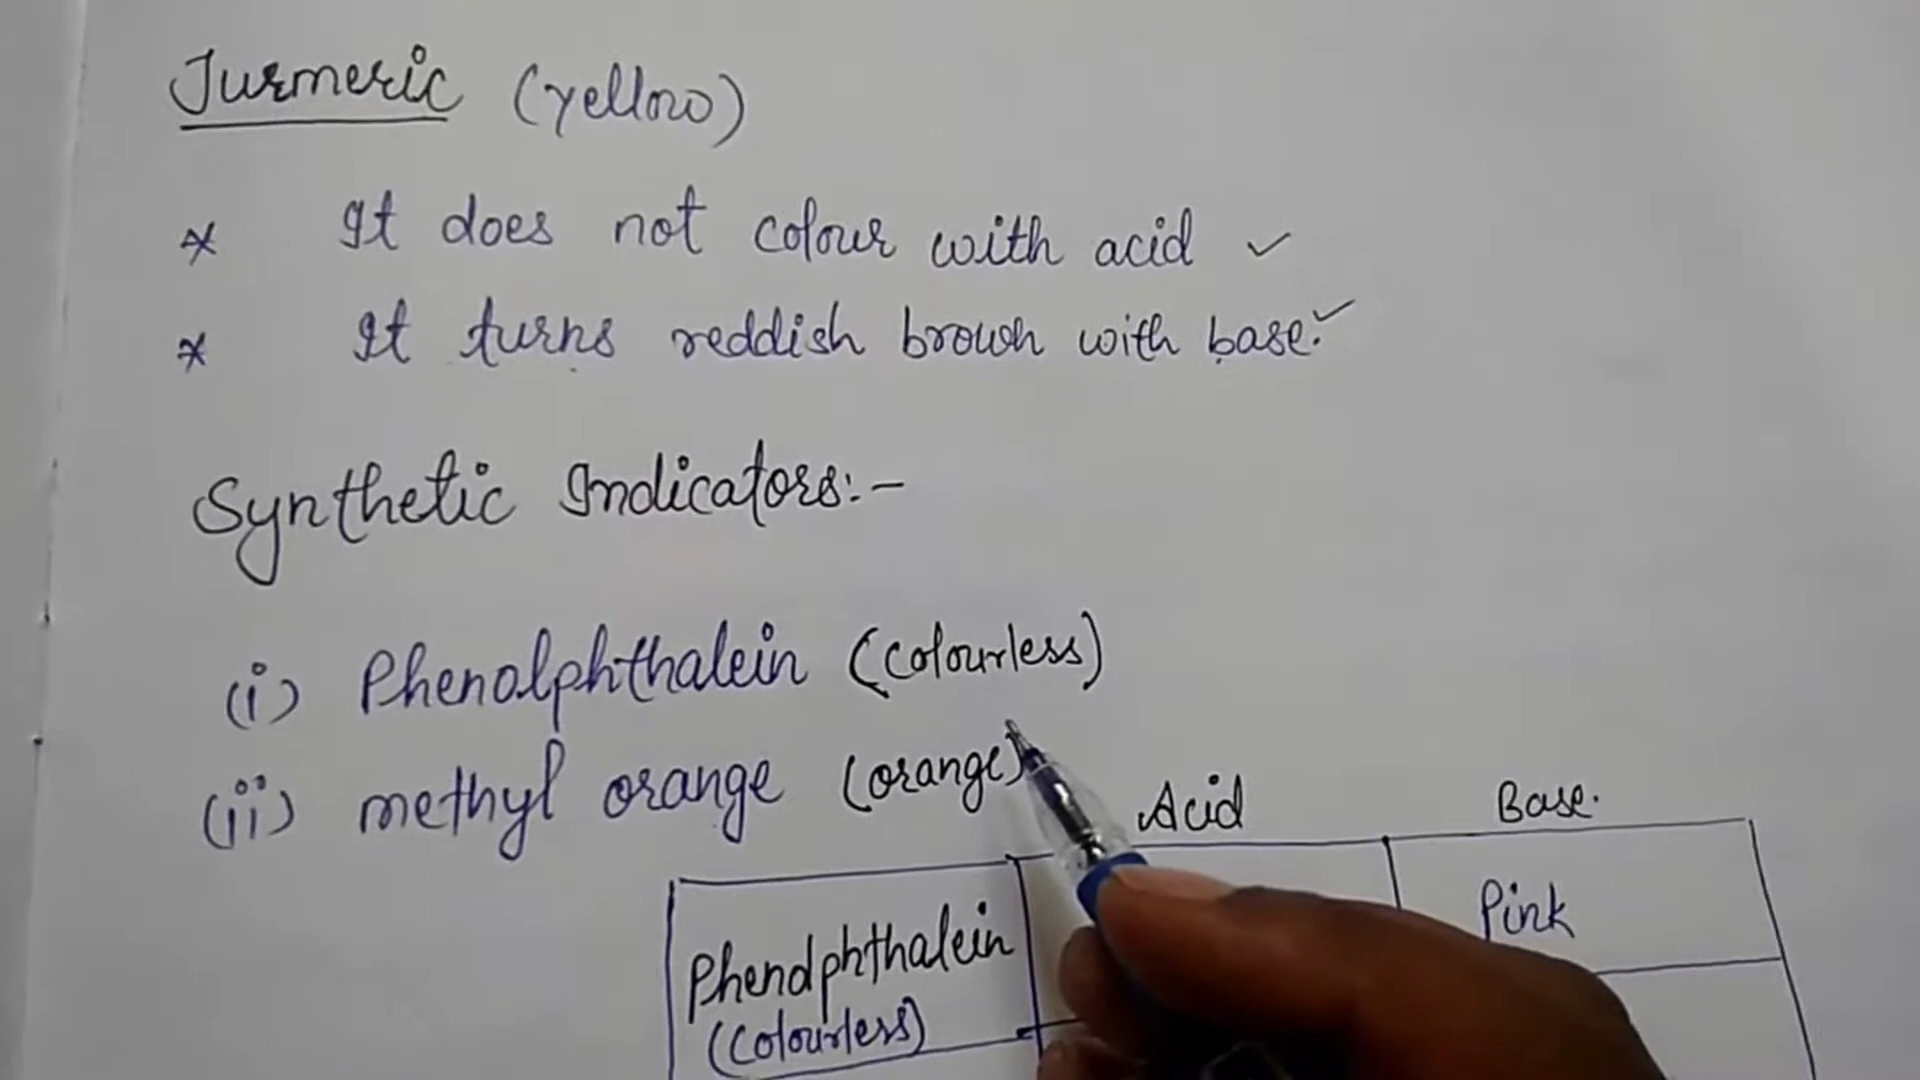 Turmeric (yellow)
* It does not colour with acid ✓
* It turns reddish brown with base. ✓
Synthetic Indicators:-
(i) Phenolphthalein (colourless)
(ii) methyl orange (orange)
Acid Base.
Phenolphthalein Pink
(colourless)